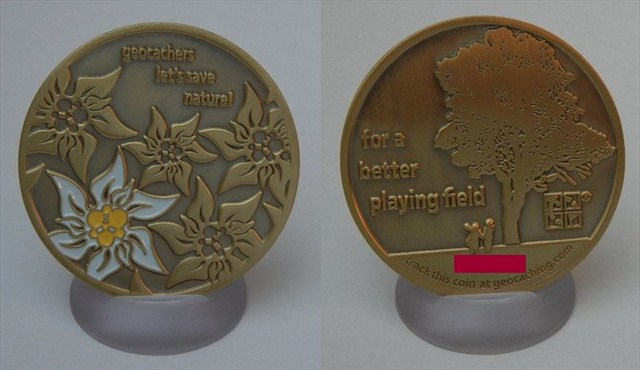 geocachers
let's save
nature!
for a
better
playing field
®
track this coin at geocaching.com